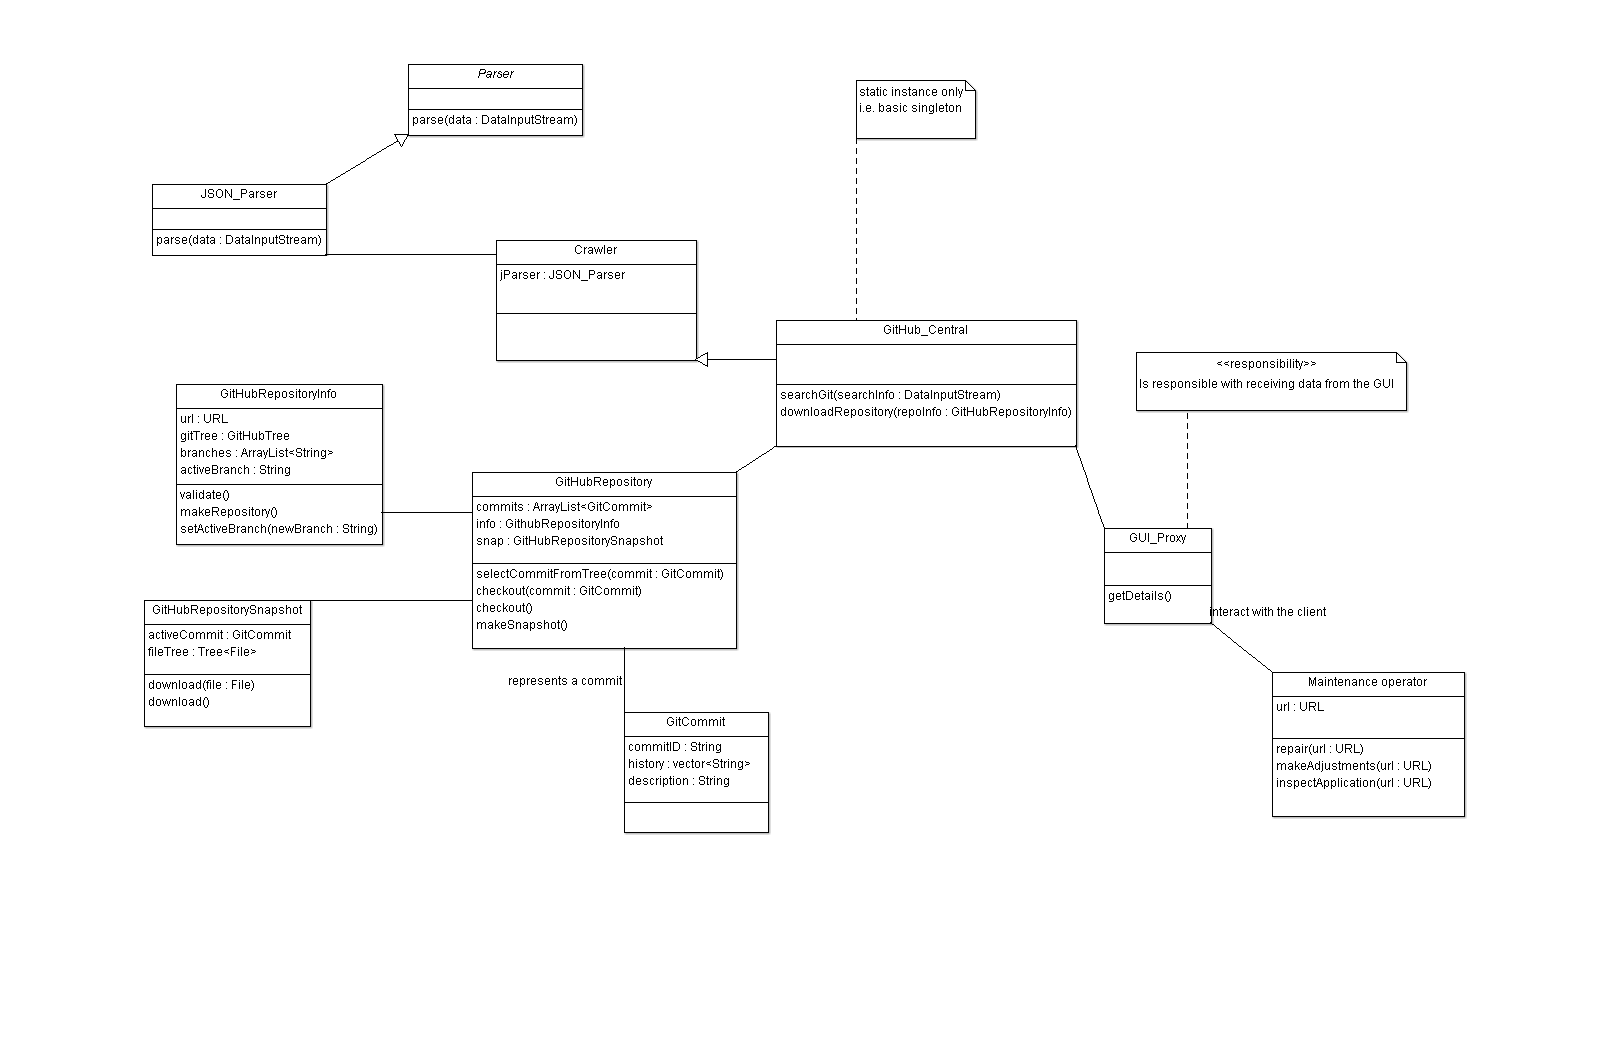 Parser
parse(data : DataInputStream)
static instance only
i.e. basic singleton
JSON_Parser
parse(data : DataInputStream)
Crawler
jParser : JSON_Parser
GitHub_Central
searchGit(searchInfo : DataInputStream)
downloadRepository(repoInfo : GitHubRepositoryInfo)
<<responsibility>>
Is responsible with receiving data from the GUI
GitHubRepositoryInfo
url : URL
gitTree : GitHubTree
branches : ArrayList<String>
activeBranch : String
validate()
makeRepository()
setActiveBranch(newBranch : String)
GitHubRepository
commits : ArrayList<GitCommit>
info : GithubRepositoryInfo
snap : GitHubRepositorySnapshot
selectCommitFromTree(commit : GitCommit)
checkout(commit : GitCommit)
checkout()
makeSnapshot()
GUI_Proxy
getDetails()
interact with the client
GitHubRepositorySnapshot
activeCommit : GitCommit
fileTree : Tree<File>
download(file : File)
download()
represents a commit
GitCommit
commitID : String
history : vector<String>
description : String
Maintenance operator
url : URL
repair(url : URL)
makeAdjustments(url : URL)
inspectApplication(url : URL)